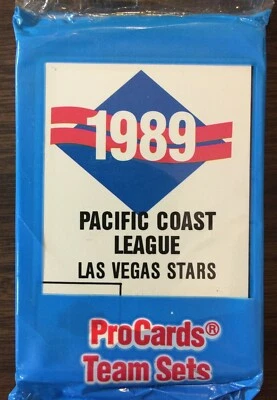 1989
PACIFIC COAST
LEAGUE
LAS VEGAS STARS
ProCards®
Team Sets